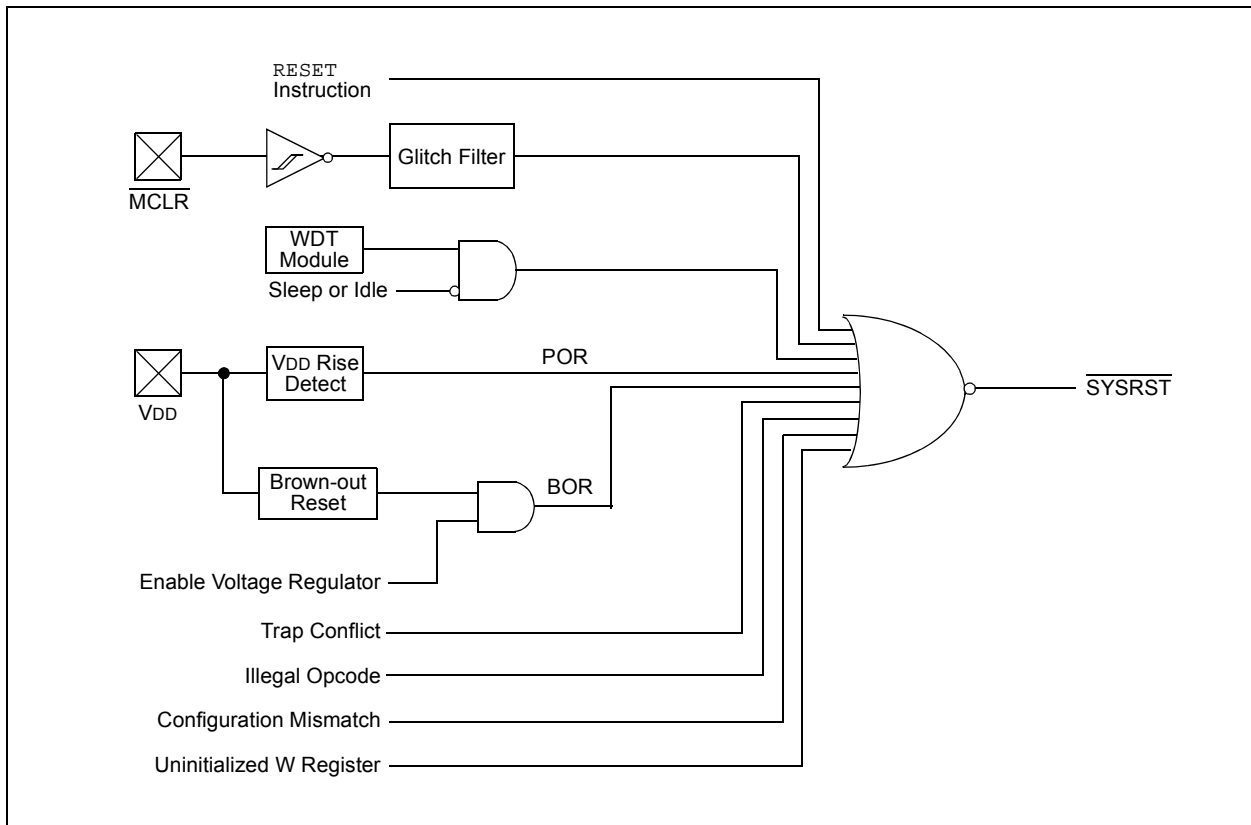 RESET
Instruction
Glitch Filter
MCLR
WDT
Module
Sleep or Idle
VDD Rise
Detect
POR
VDD
SYSRST
Brown-out
Reset
BOR
Enable Voltage Regulator
Trap Conflict
Illegal Opcode
Configuration Mismatch
Uninitialized W Register